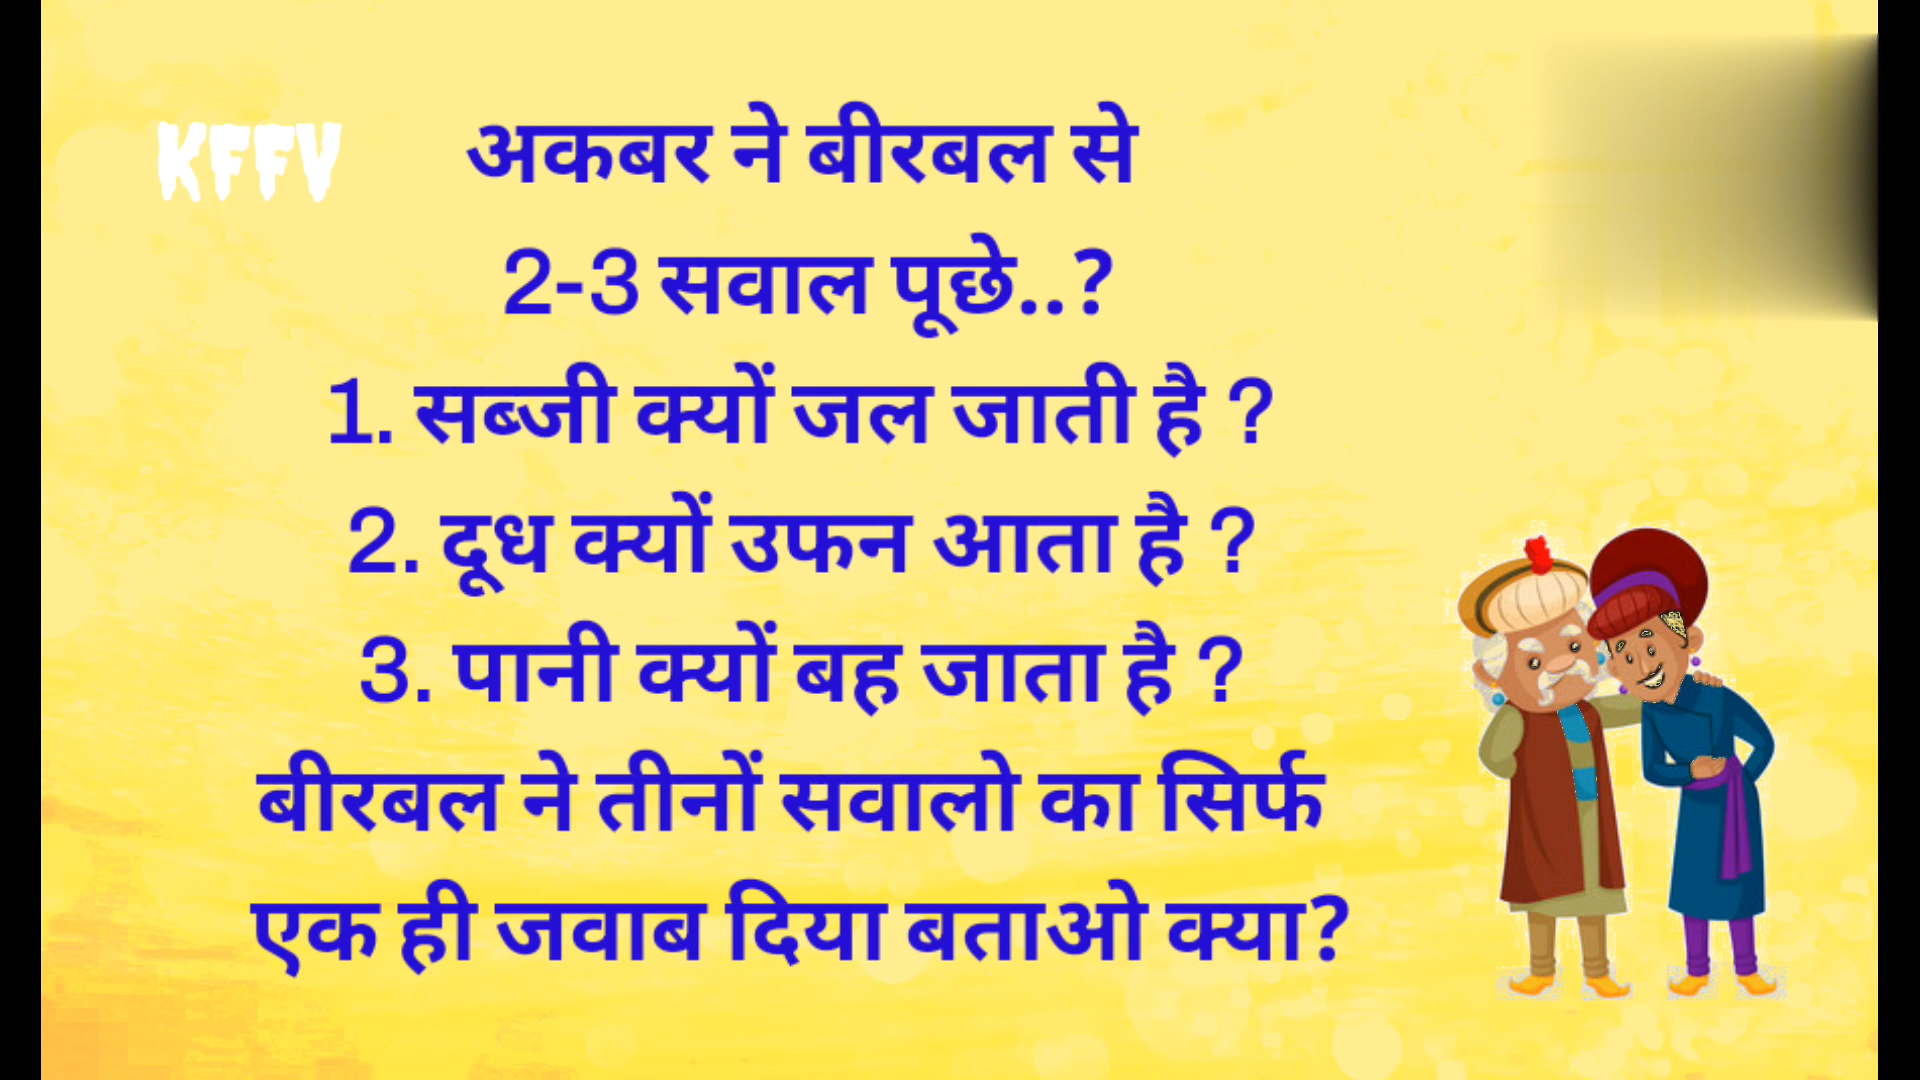 KFFV
अकबर ने बीरबल से
2-3 सवाल पूछे..?
1. सब्जी क्यों जल जाती है ?
2. दूध क्यों उफन आता है ?
3. पानी क्यों बह जाता है ?
बीरबल ने तीनों सवालो का सिर्फ
एक ही जवाब दिया बताओ क्या?